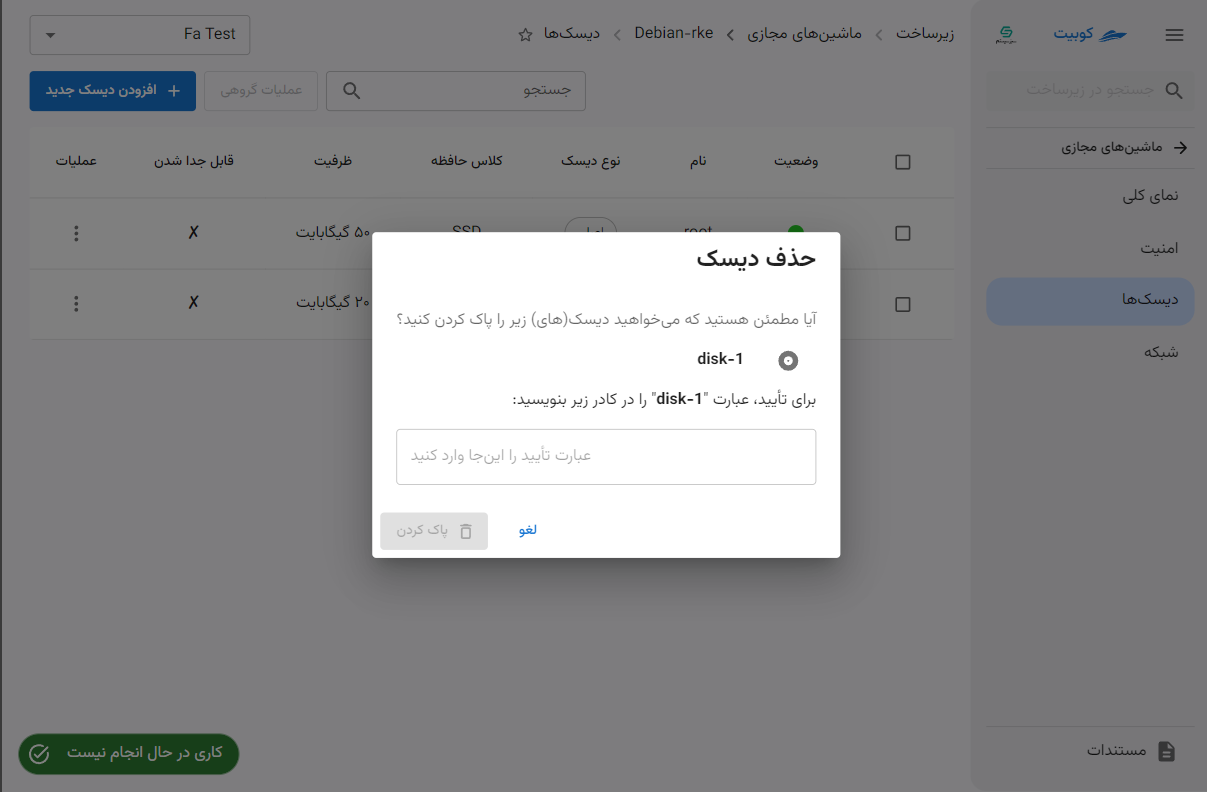 کوبیت
زیرساخت
ماشین‌های مجازی
Debian-rke
دیسک‌ها
Fa Test
جستجو در زیرساخت
ماشین‌های مجازی
نمای کلی
امنیت
دیسک‌ها
شبکه
مستندات
جستجو
عملیات گروهی
افزودن دیسک جدید
وضعیت نام نوع دیسک کلاس حافظه ظرفیت قابل جدا شدن عملیات
root SSD ۵۰ گیگابایت ✗
۲۰ گیگابایت ✗
حذف دیسک
آیا مطمئن هستید که می‌خواهید دیسک(های) زیر را پاک کردن کنید؟
disk-1
برای تأیید، عبارت "disk-1" را در کادر زیر بنویسید:
عبارت تأیید را این‌جا وارد کنید
لغو
پاک کردن
کاری در حال انجام نیست